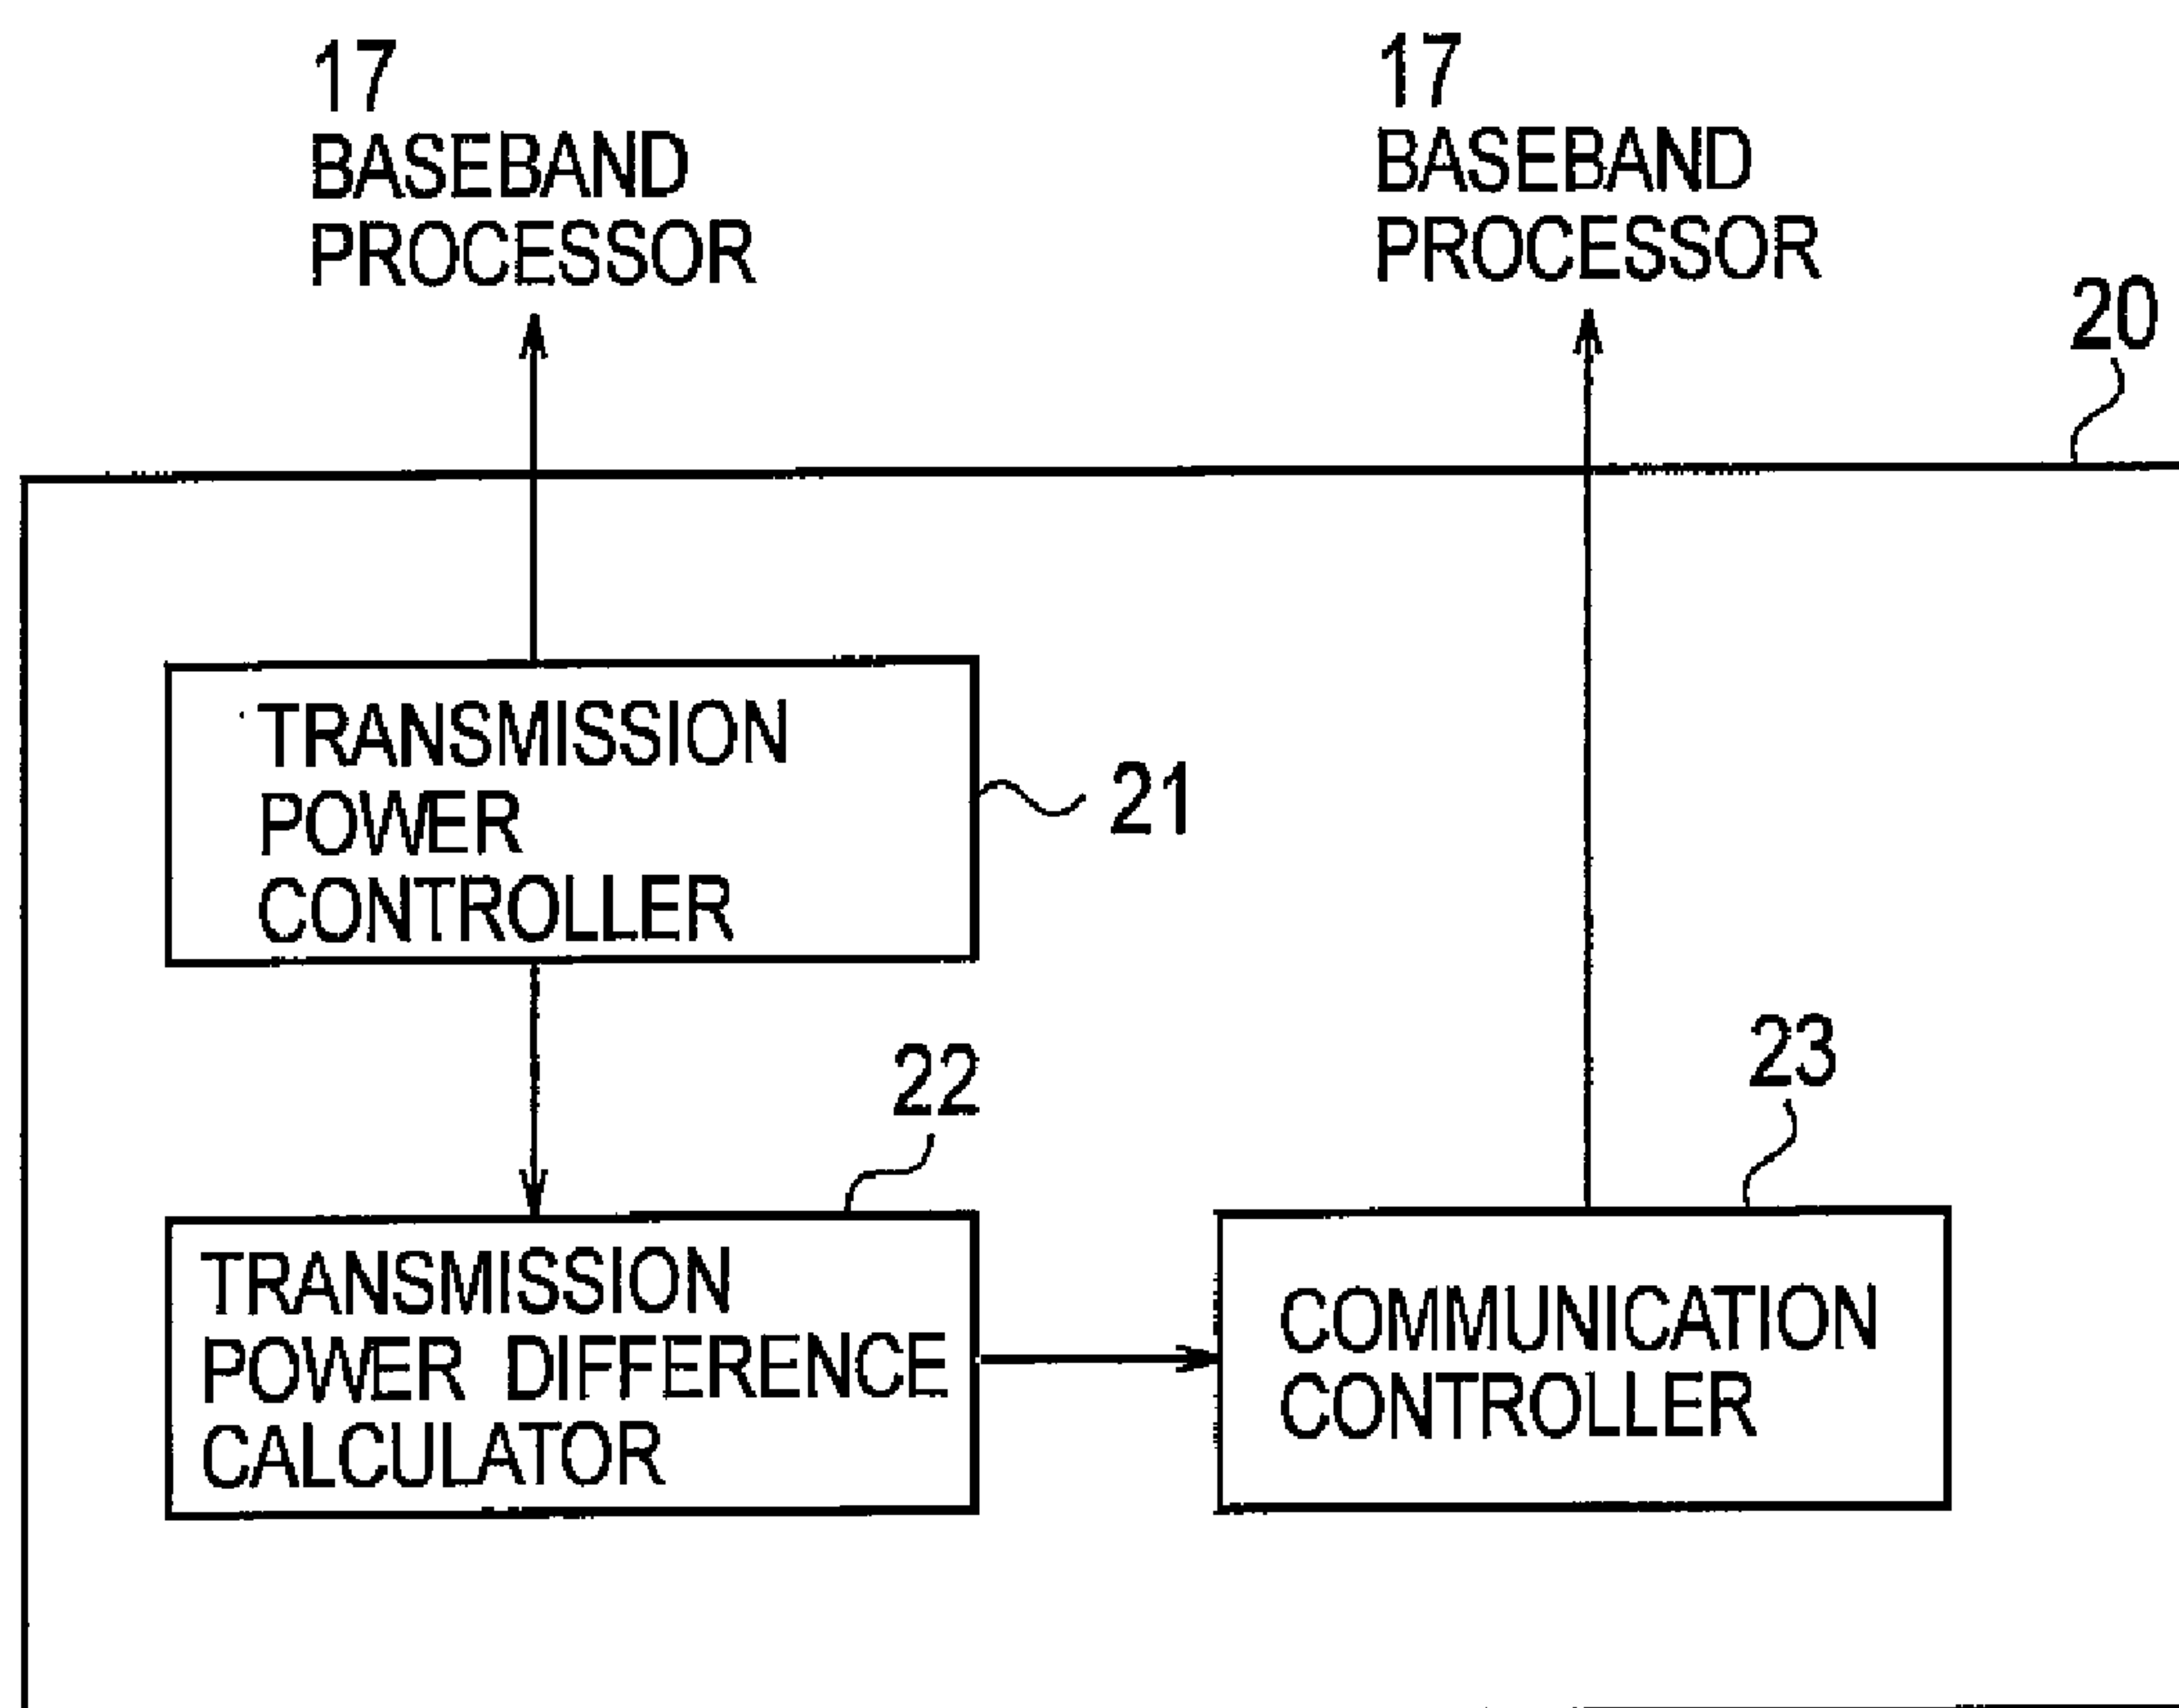 17
BASEBAND
PROCESSOR
17
BASEBAND
PROCESSOR
20
TRANSMISSION
POWER
CONTROLLER
21
22
23
TRANSMISSION
POWER DIFFERENCE
CALCULATOR
COMMUNICATION
CONTROLLER